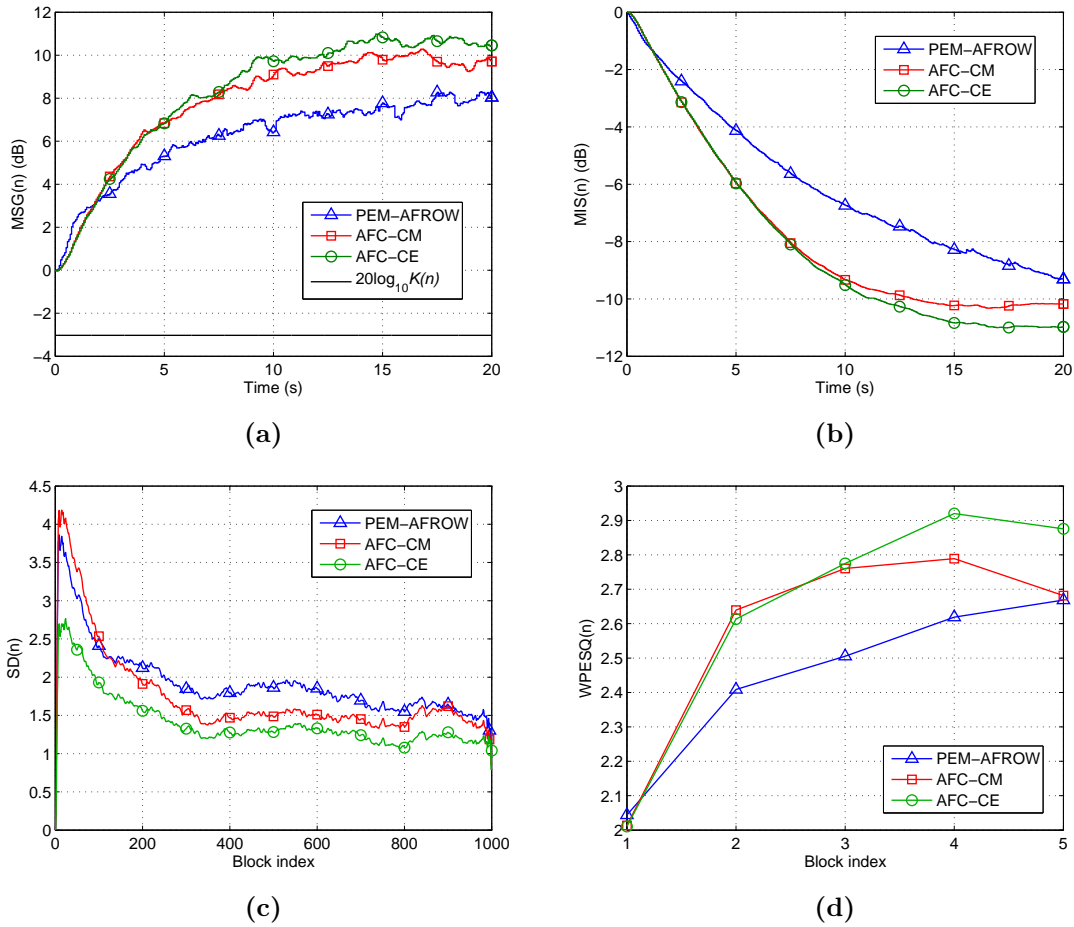 12
10
8
6
4
2
0
−2
−4
0
5
10
15
20
MSG(n) (dB)
Time (s)
PEM−AFROW
AFC−CM
AFC−CE
20log10K(n)
(a)
0
−2
−4
−6
−8
−10
−12
0
5
10
15
20
MIS(n) (dB)
Time (s)
PEM−AFROW
AFC−CM
AFC−CE
(b)
4.5
4
3.5
3
2.5
2
1.5
1
0.5
0
0
200
400
600
800
1000
SD(n)
Block index
PEM−AFROW
AFC−CM
AFC−CE
(c)
3
2.9
2.8
2.7
2.6
2.5
2.4
2.3
2.2
2.1
2
1
2
3
4
5
WPESQ(n)
Block index
PEM−AFROW
AFC−CM
AFC−CE
(d)